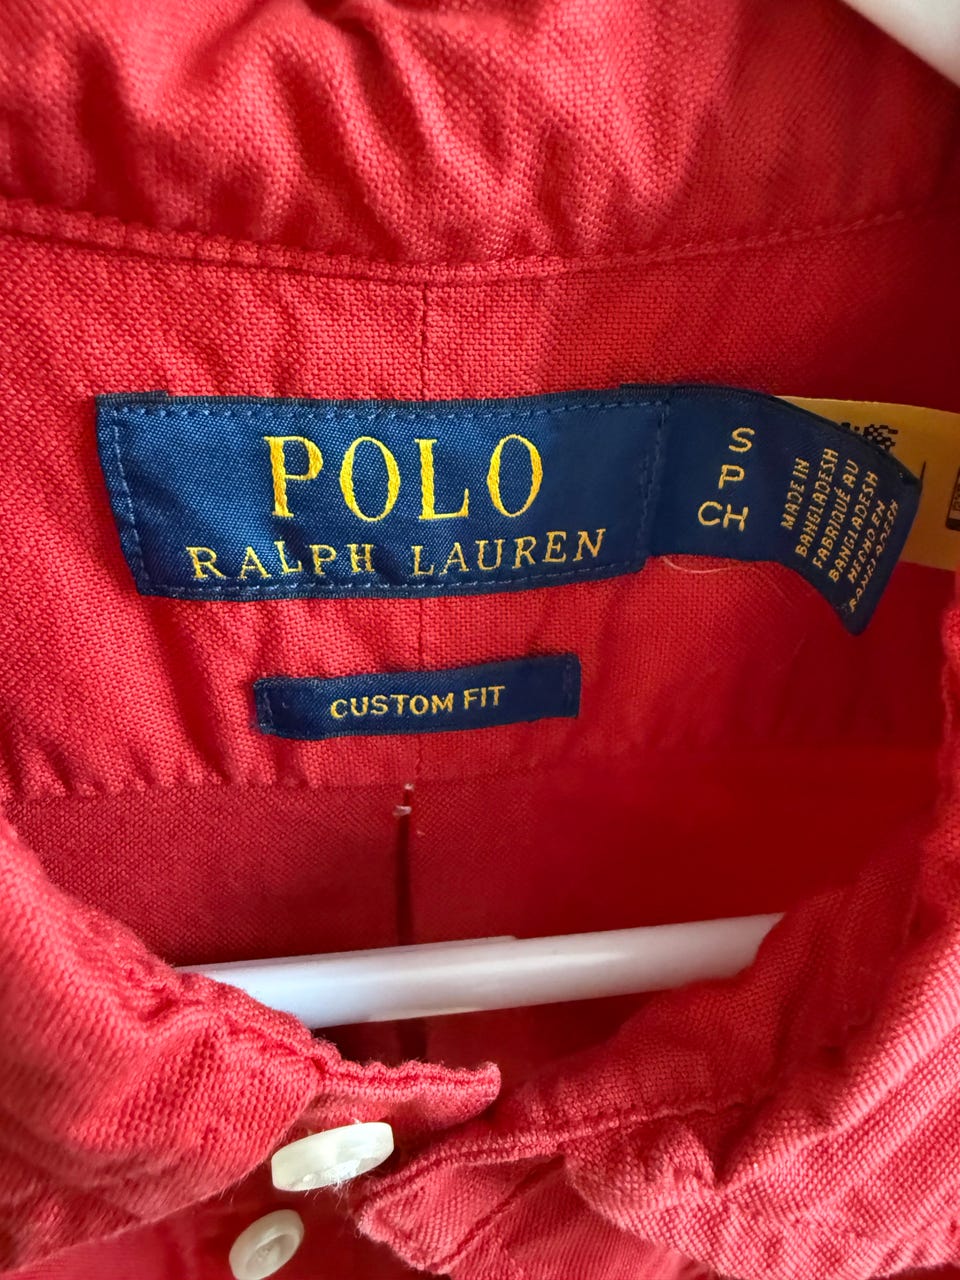 POLO
RALPH LAUREN
S
P
CH
MADE IN
BANGLADESH
FABRIQUÉ AU
BANGLADESH
HECHO EN
BANGLADESH
CUSTOM FIT